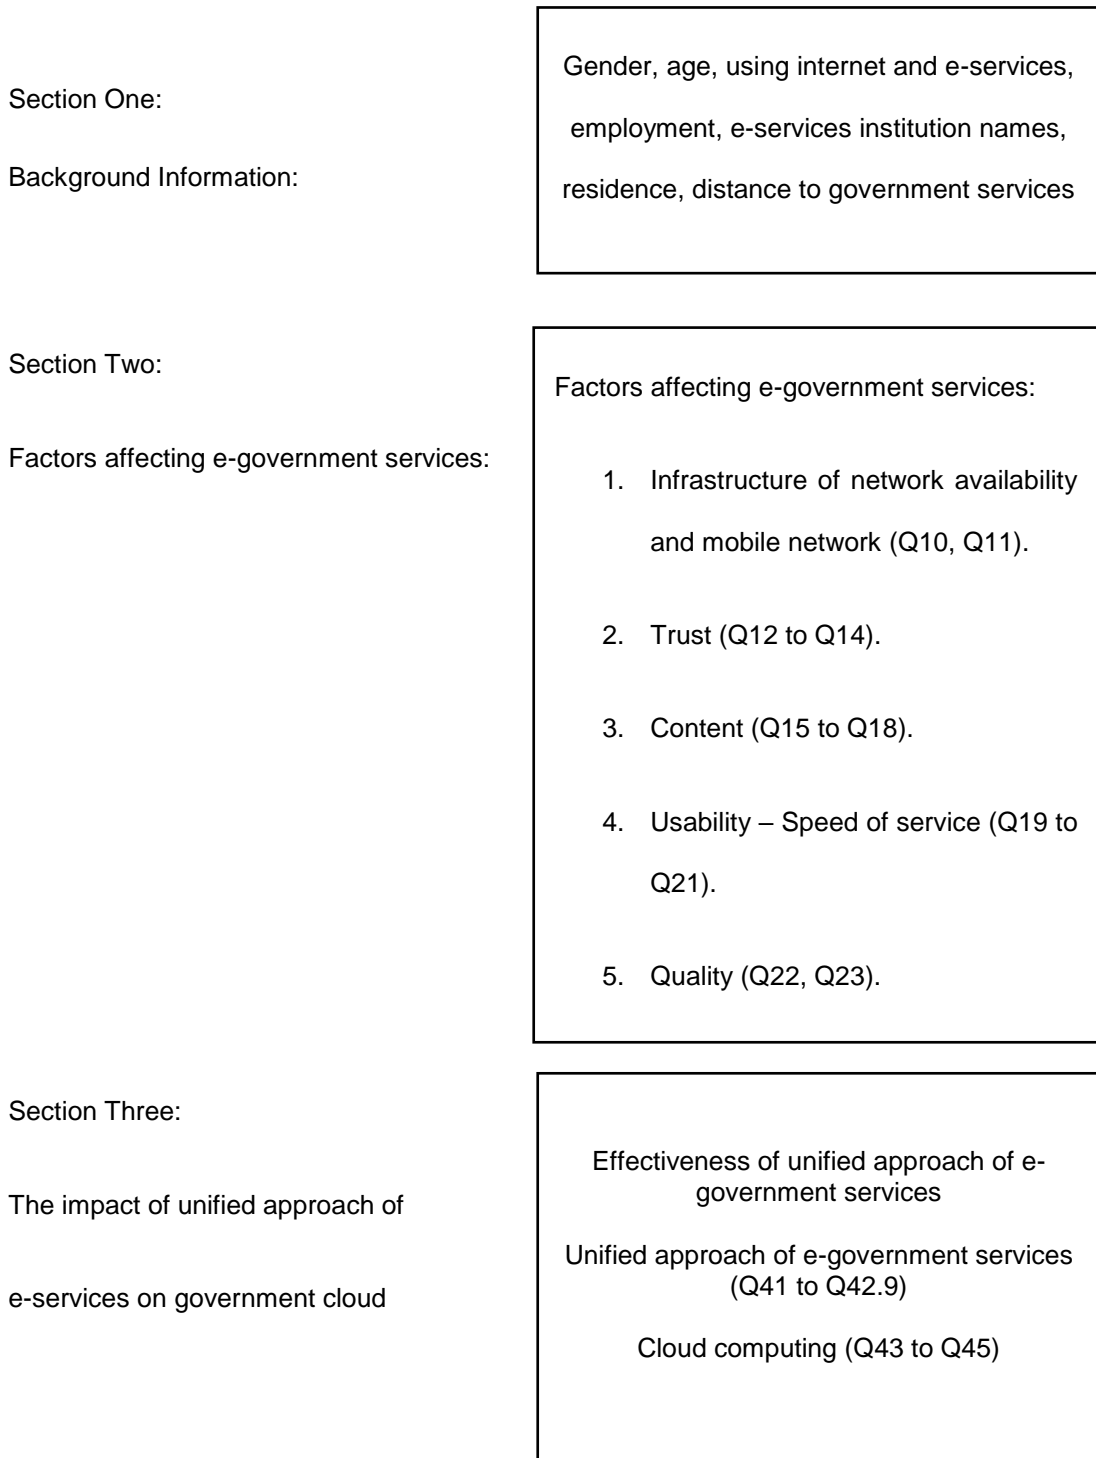 Section One:
Background Information:
Gender, age, using internet and e-services,
employment, e-services institution names,
residence, distance to government services
Section Two:
Factors affecting e-government services:
Factors affecting e-government services:
1. Infrastructure of network availability
and mobile network (Q10, Q11).
2. Trust (Q12 to Q14).
3. Content (Q15 to Q18).
4. Usability – Speed of service (Q19 to
Q21).
5. Quality (Q22, Q23).
Section Three:
The impact of unified approach of
e-services on government cloud
Effectiveness of unified approach of e-
government services
Unified approach of e-government services
(Q41 to Q42.9)
Cloud computing (Q43 to Q45)